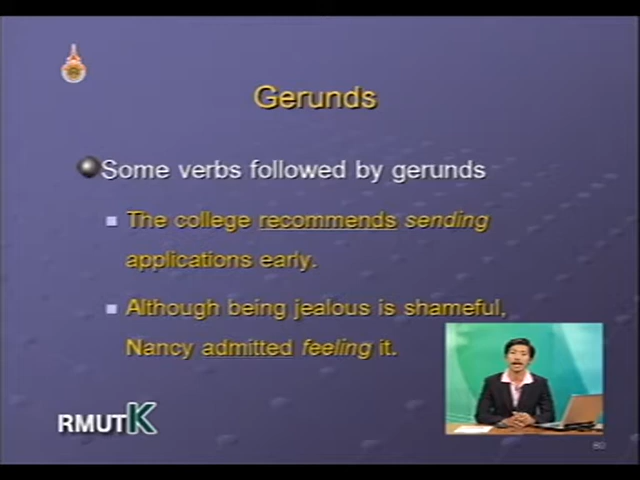 Gerunds
Some verbs followed by gerunds
The college recommends sending
applications early.
Although being jealous is shameful,
Nancy admitted feeling it.
RMUTK